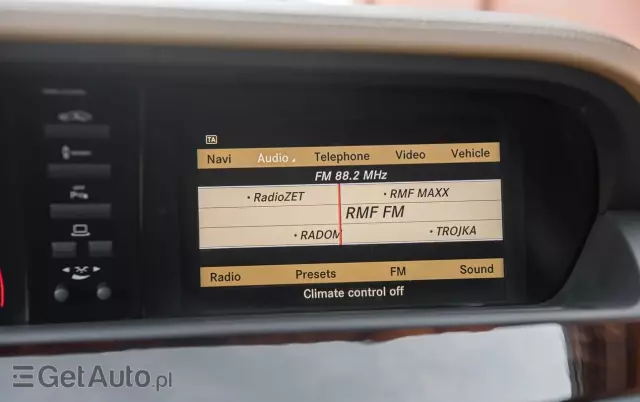 TA
Navi Audio Telephone Video Vehicle
FM 88.2 MHz
• RadioZET • RMF MAXX
RMF FM
• RADOM • TROJKA
Radio Presets FM Sound
Climate control off
GetAuto.pl